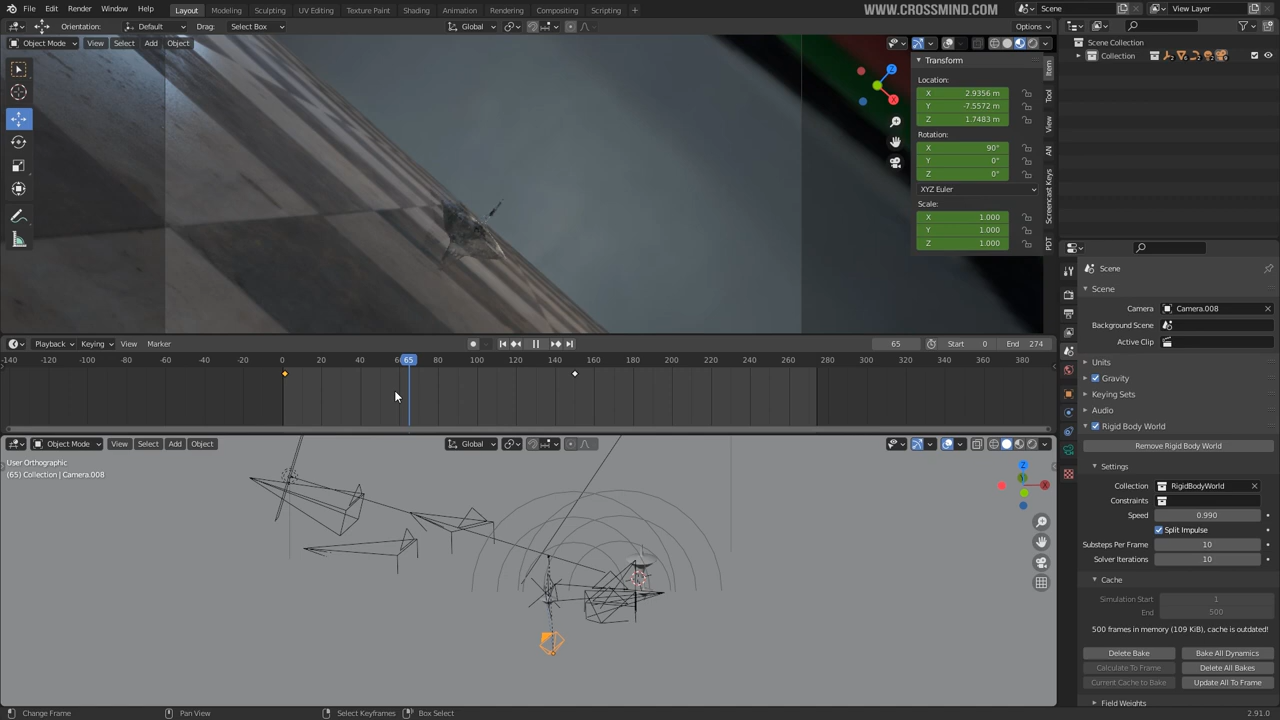 File Edit Render Window Help Layout Modeling Sculpting UV Editing Texture Paint Shading Animation Rendering Compositing Scripting WWW.CROSSMIND.COM Scene View Layer
Orientation: Default Drag: Select Box Global Options
Object Mode View Select Add Object
Scene Collection
Collection
Transform
Location:
X 2.9356 m
Y -7.5572 m
Z 1.7483 m
Rotation:
X 90°
Y 0°
Z 0°
XYZ Euler
Scale:
X 1.000
Y 1.000
Z 1.000
Item
Tool
View
AN
Screencast Keys
PDT
Z
X
Scene
Scene
Camera Camera.008
Background Scene
Active Clip
Units
Gravity
Keying Sets
Audio
Rigid Body World
Remove Rigid Body World
Settings
Collection RigidBodyWorld
Constraints
Speed 0.990
Split Impulse
Substeps Per Frame 10
Solver Iterations 10
Cache
Simulation Start 1
End 500
500 frames in memory (109 KiB), cache is outdated!
Delete Bake Bake All Dynamics
Calculate To Frame Delete All Bakes
Current Cache to Bake Update All To Frame
Field Weights
Playback Keying View Marker 65 Start 0 End 274
-140 -120 -100 -80 -60 -40 -20 0 20 40 65 80 100 120 140 160 180 200 220 240 260 280 300 320 340 360 380
Object Mode View Select Add Object Global
User Orthographic
(65) Collection | Camera.008
Z
X
Change Frame Pan View Select Keyframes Box Select 2.91.0